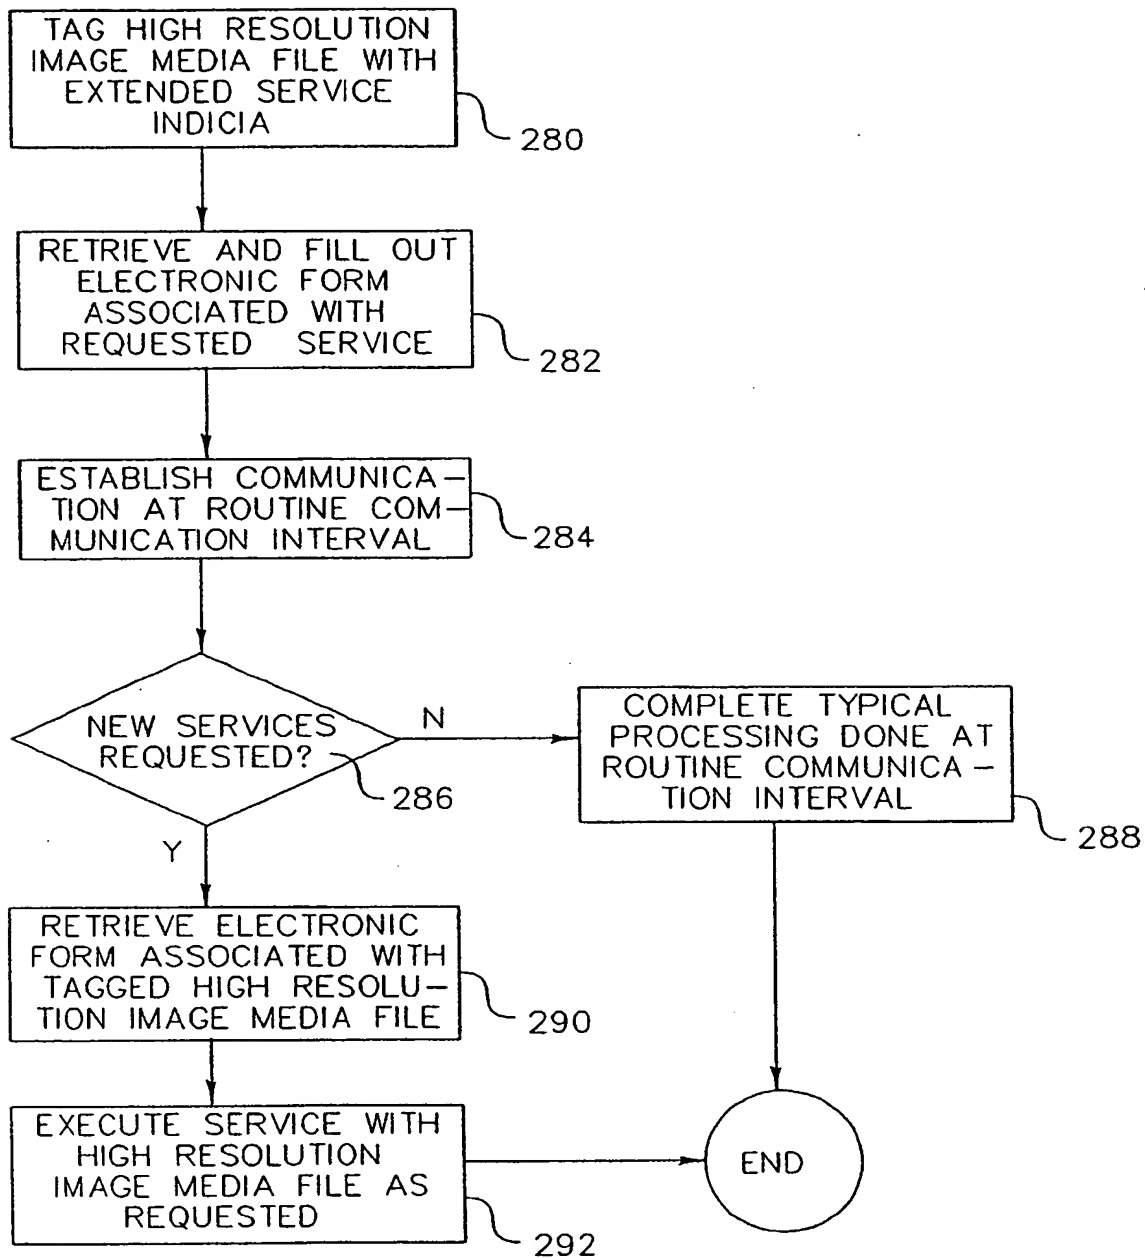 TAG HIGH RESOLUTION
IMAGE MEDIA FILE WITH
EXTENDED SERVICE
INDICIA
280
RETRIEVE AND FILL OUT
ELECTRONIC FORM
ASSOCIATED WITH
REQUESTED SERVICE
282
ESTABLISH COMMUNICA-
TION AT ROUTINE COM-
MUNICATION INTERVAL
284
NEW SERVICES
REQUESTED?
286
N
COMPLETE TYPICAL
PROCESSING DONE AT
ROUTINE COMMUNICA-
TION INTERVAL
288
Y
RETRIEVE ELECTRONIC
FORM ASSOCIATED WITH
TAGGED HIGH RESOLU-
TION IMAGE MEDIA FILE
290
EXECUTE SERVICE WITH
HIGH RESOLUTION
IMAGE MEDIA FILE AS
REQUESTED
292
END